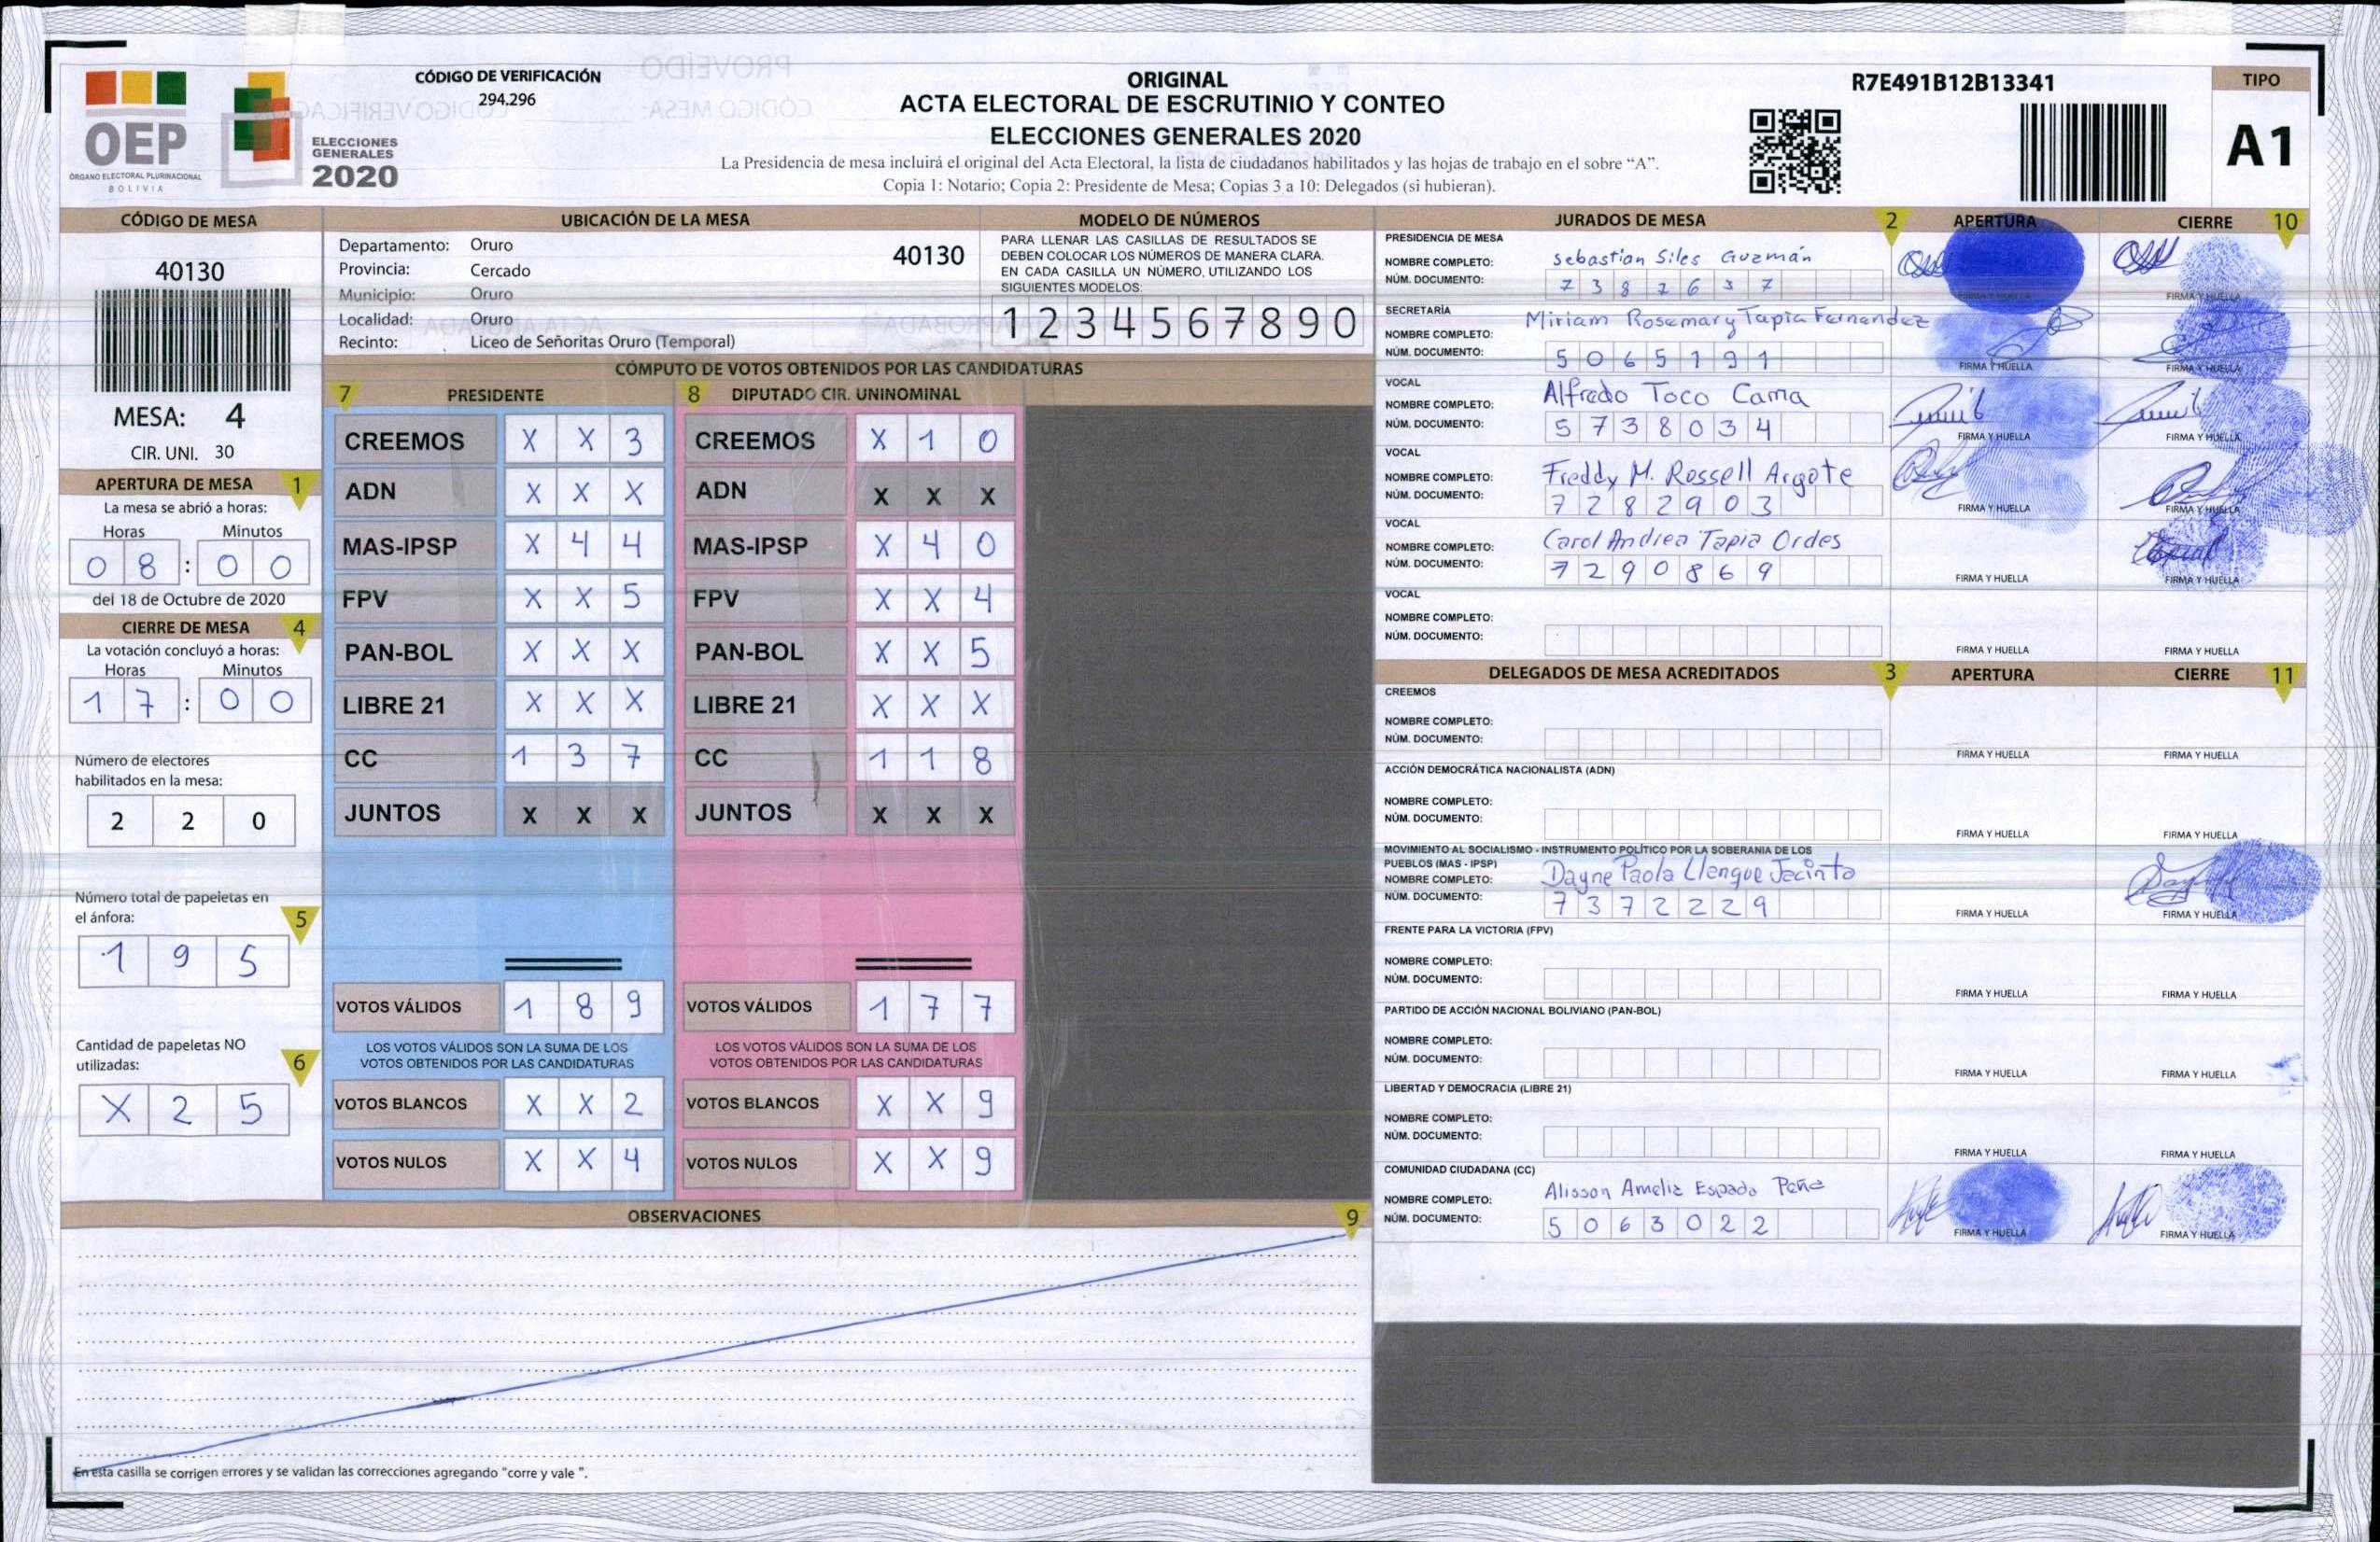 OEP
ÓRGANO ELECTORAL PLURINACIONAL
BOLIVIA
ELECCIONES
GENERALES
2020
CÓDIGO DE VERIFICACIÓN
294.296
ORIGINAL
ACTA ELECTORAL DE ESCRUTINIO Y CONTEO
ELECCIONES GENERALES 2020
La Presidencia de mesa incluirá el original del Acta Electoral, la lista de ciudadanos habilitados y las hojas de trabajo en el sobre “A”.
Copia 1: Notario; Copia 2: Presidente de Mesa; Copias 3 a 10: Delegados (si hubieran).
R7E491B12B13341
TIPO
A1
CÓDIGO DE MESA
40130
MESA: 4
CIR. UNI. 30
APERTURA DE MESA 1
La mesa se abrió a horas:
Horas Minutos
0 8 : 0 0
del 18 de Octubre de 2020
CIERRE DE MESA 4
La votación concluyó a horas:
Horas Minutos
1 7 : 0 0
Número de electores
habilitados en la mesa:
2 2 0
Número total de papeletas en
el ánfora: 5
1 9 5
Cantidad de papeletas NO
utilizadas: 6
X 2 5
UBICACIÓN DE LA MESA
Departamento: Oruro 40130
Provincia: Cercado
Municipio: Oruro
Localidad: Oruro
Recinto: Liceo de Señoritas Oruro (Temporal)
MODELO DE NÚMEROS
PARA LLENAR LAS CASILLAS DE RESULTADOS SE
DEBEN COLOCAR LOS NÚMEROS DE MANERA CLARA.
EN CADA CASILLA UN NÚMERO, UTILIZANDO LOS
SIGUIENTES MODELOS:
1 2 3 4 5 6 7 8 9 0
CÓMPUTO DE VOTOS OBTENIDOS POR LAS CANDIDATURAS
7 PRESIDENTE
CREEMOS X X 3
ADN X X X
MAS-IPSP X 4 4
FPV X X 5
PAN-BOL X X X
LIBRE 21 X X X
CC 1 3 7
JUNTOS X X X
VOTOS VÁLIDOS 1 8 9
LOS VOTOS VÁLIDOS SON LA SUMA DE LOS
VOTOS OBTENIDOS POR LAS CANDIDATURAS
VOTOS BLANCOS X X 2
VOTOS NULOS X X 4
8 DIPUTADO CIR. UNINOMINAL
CREEMOS X 1 0
ADN X X X
MAS-IPSP X 4 0
FPV X X 4
PAN-BOL X X 5
LIBRE 21 X X X
CC 1 1 8
JUNTOS X X X
VOTOS VÁLIDOS 1 7 7
LOS VOTOS VÁLIDOS SON LA SUMA DE LOS
VOTOS OBTENIDOS POR LAS CANDIDATURAS
VOTOS BLANCOS X X 9
VOTOS NULOS X X 9
OBSERVACIONES 9
En esta casilla se corrigen errores y se validan las correcciones agregando "corre y vale ".
JURADOS DE MESA 2 APERTURA CIERRE 10
PRESIDENCIA DE MESA
NOMBRE COMPLETO: Sebastian Siles Guzmán
NÚM. DOCUMENTO:
FIRMA Y HUELLA
SECRETARÍA
NOMBRE COMPLETO: Miriam Rosemary Tapia Fernandez
NÚM. DOCUMENTO: 5 0 6 5 1 9 1
FIRMA Y HUELLA FIRMA Y HUELLA
VOCAL
NOMBRE COMPLETO: Alfredo Toco Cama
NÚM. DOCUMENTO: 5 7 3 8 0 3 4
FIRMA Y HUELLA FIRMA Y HUELLA
VOCAL
NOMBRE COMPLETO: Freddy M. Rossell Argote
NÚM. DOCUMENTO: 7 2 8 2 9 0 3
FIRMA Y HUELLA FIRMA Y HUELLA
VOCAL
NOMBRE COMPLETO: Carol Andrea Tapia Ordes
NÚM. DOCUMENTO: 7 2 9 0 8 6 9
FIRMA Y HUELLA FIRMA Y HUELLA
VOCAL
NOMBRE COMPLETO:
NÚM. DOCUMENTO:
FIRMA Y HUELLA FIRMA Y HUELLA
DELEGADOS DE MESA ACREDITADOS 3 APERTURA CIERRE 11
CREEMOS
NOMBRE COMPLETO:
NÚM. DOCUMENTO:
FIRMA Y HUELLA FIRMA Y HUELLA
ACCIÓN DEMOCRÁTICA NACIONALISTA (ADN)
NOMBRE COMPLETO:
NÚM. DOCUMENTO:
FIRMA Y HUELLA FIRMA Y HUELLA
MOVIMIENTO AL SOCIALISMO - INSTRUMENTO POLÍTICO POR LA SOBERANIA DE LOS
PUEBLOS (MAS - IPSP)
NOMBRE COMPLETO: Dayne Paola Llenque Jacinto
NÚM. DOCUMENTO: 7 3 7 2 2 2 9
FIRMA Y HUELLA FIRMA Y HUELLA
FRENTE PARA LA VICTORIA (FPV)
NOMBRE COMPLETO:
NÚM. DOCUMENTO:
FIRMA Y HUELLA FIRMA Y HUELLA
PARTIDO DE ACCIÓN NACIONAL BOLIVIANO (PAN-BOL)
NOMBRE COMPLETO:
NÚM. DOCUMENTO:
FIRMA Y HUELLA FIRMA Y HUELLA
LIBERTAD Y DEMOCRACIA (LIBRE 21)
NOMBRE COMPLETO:
NÚM. DOCUMENTO:
FIRMA Y HUELLA FIRMA Y HUELLA
COMUNIDAD CIUDADANA (CC)
NOMBRE COMPLETO: Alisson Amelia Espada Peña
NÚM. DOCUMENTO: 5 0 6 3 0 2 2
FIRMA Y HUELLA FIRMA Y HUELLA